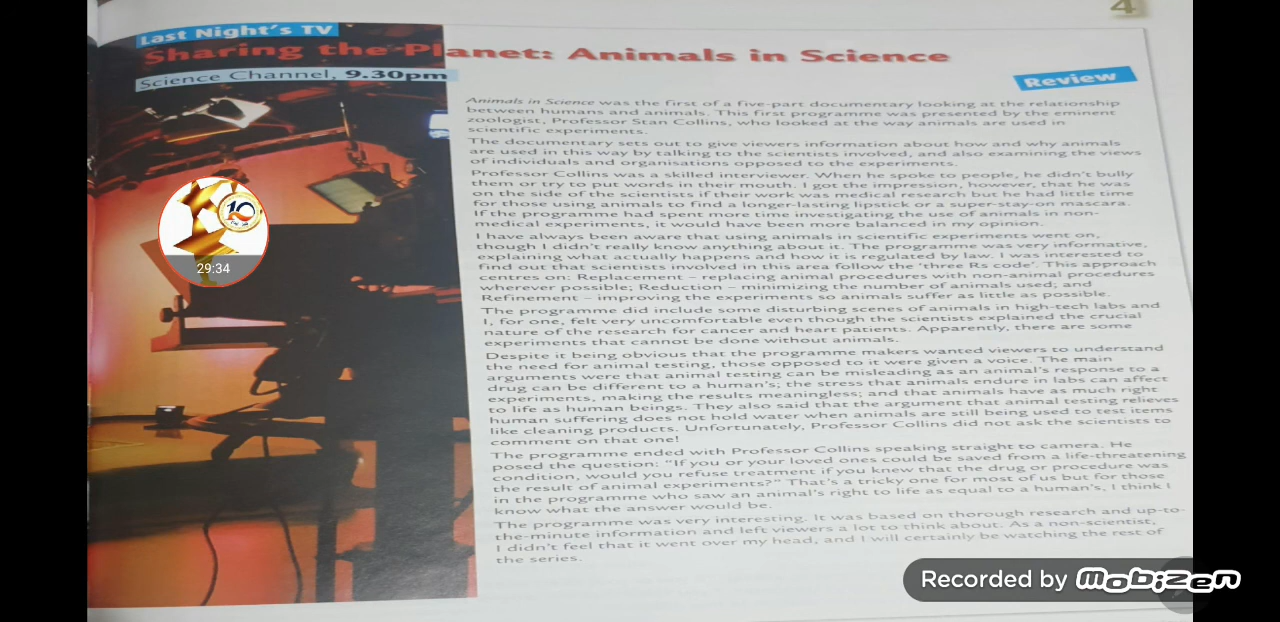 4
Last Night's TV
Sharing the Planet: Animals in Science
Science Channel, 9.30pm
Review
Animals in Science was the first of a five-part documentary looking at the relationship
between humans and animals. This first programme was presented by the eminent
zoologist, Professor Stan Collins, who looked at the way animals are used in
scientific experiments.
The documentary sets out to give viewers information about how and why animals
are used in this way by talking to the scientists involved, and also examining the views
of individuals and organisations opposed to the experiments.
Professor Collins was a skilled interviewer. When he spoke to people, he didn't bully
them or try to put words in their mouth. I got the impression, however, that he was
on the side of the scientists if their work was medical research but he had little time
for those using animals to find a longer-lasting lipstick or a super-stay-on mascara.
If the programme had spent more time investigating the use of animals in non-
medical experiments, it would have been more balanced in my opinion.
I have always been aware that using animals in scientific experiments went on,
though I didn't really know anything about it. The programme was very informative,
explaining what actually happens and how it is regulated by law. I was interested to
find out that scientists involved in this area follow the 'three Rs code'. This approach
centres on: Replacement – replacing animal procedures with non-animal procedures
wherever possible; Reduction – minimizing the number of animals used; and
Refinement – improving the experiments so animals suffer as little as possible.
The programme did include some disturbing scenes of animals in high-tech labs and
I, for one, felt very uncomfortable even though the scientists explained the crucial
nature of the research for cancer and heart patients. Apparently, there are some
experiments that cannot be done without animals.
Despite it being obvious that the programme makers wanted viewers to understand
the need for animal testing, those opposed to it were given a voice. The main
arguments were that animal testing can be misleading as an animal's response to a
drug can be different to a human's; the stress that animals endure in labs can affect
experiments, making the results meaningless; and that animals have as much right
to life as human beings. They also said that the argument that animal testing relieves
human suffering does not hold water when animals are still being used to test items
like cleaning products. Unfortunately, Professor Collins did not ask the scientists to
comment on that one!
The programme ended with Professor Collins speaking straight to camera. He
posed the question: "If you or your loved ones could be saved from a life-threatening
condition, would you refuse treatment if you knew that the drug or procedure was
the result of animal experiments?" That's a tricky one for most of us but for those
in the programme who saw an animal's right to life as equal to a human's, I think I
know what the answer would be.
The programme was very interesting. It was based on thorough research and up-to-
the-minute information and left viewers a lot to think about. As a non-scientist,
I didn't feel that it went over my head, and I will certainly be watching the rest of
the series.
10
29:34
Recorded by Mobizen